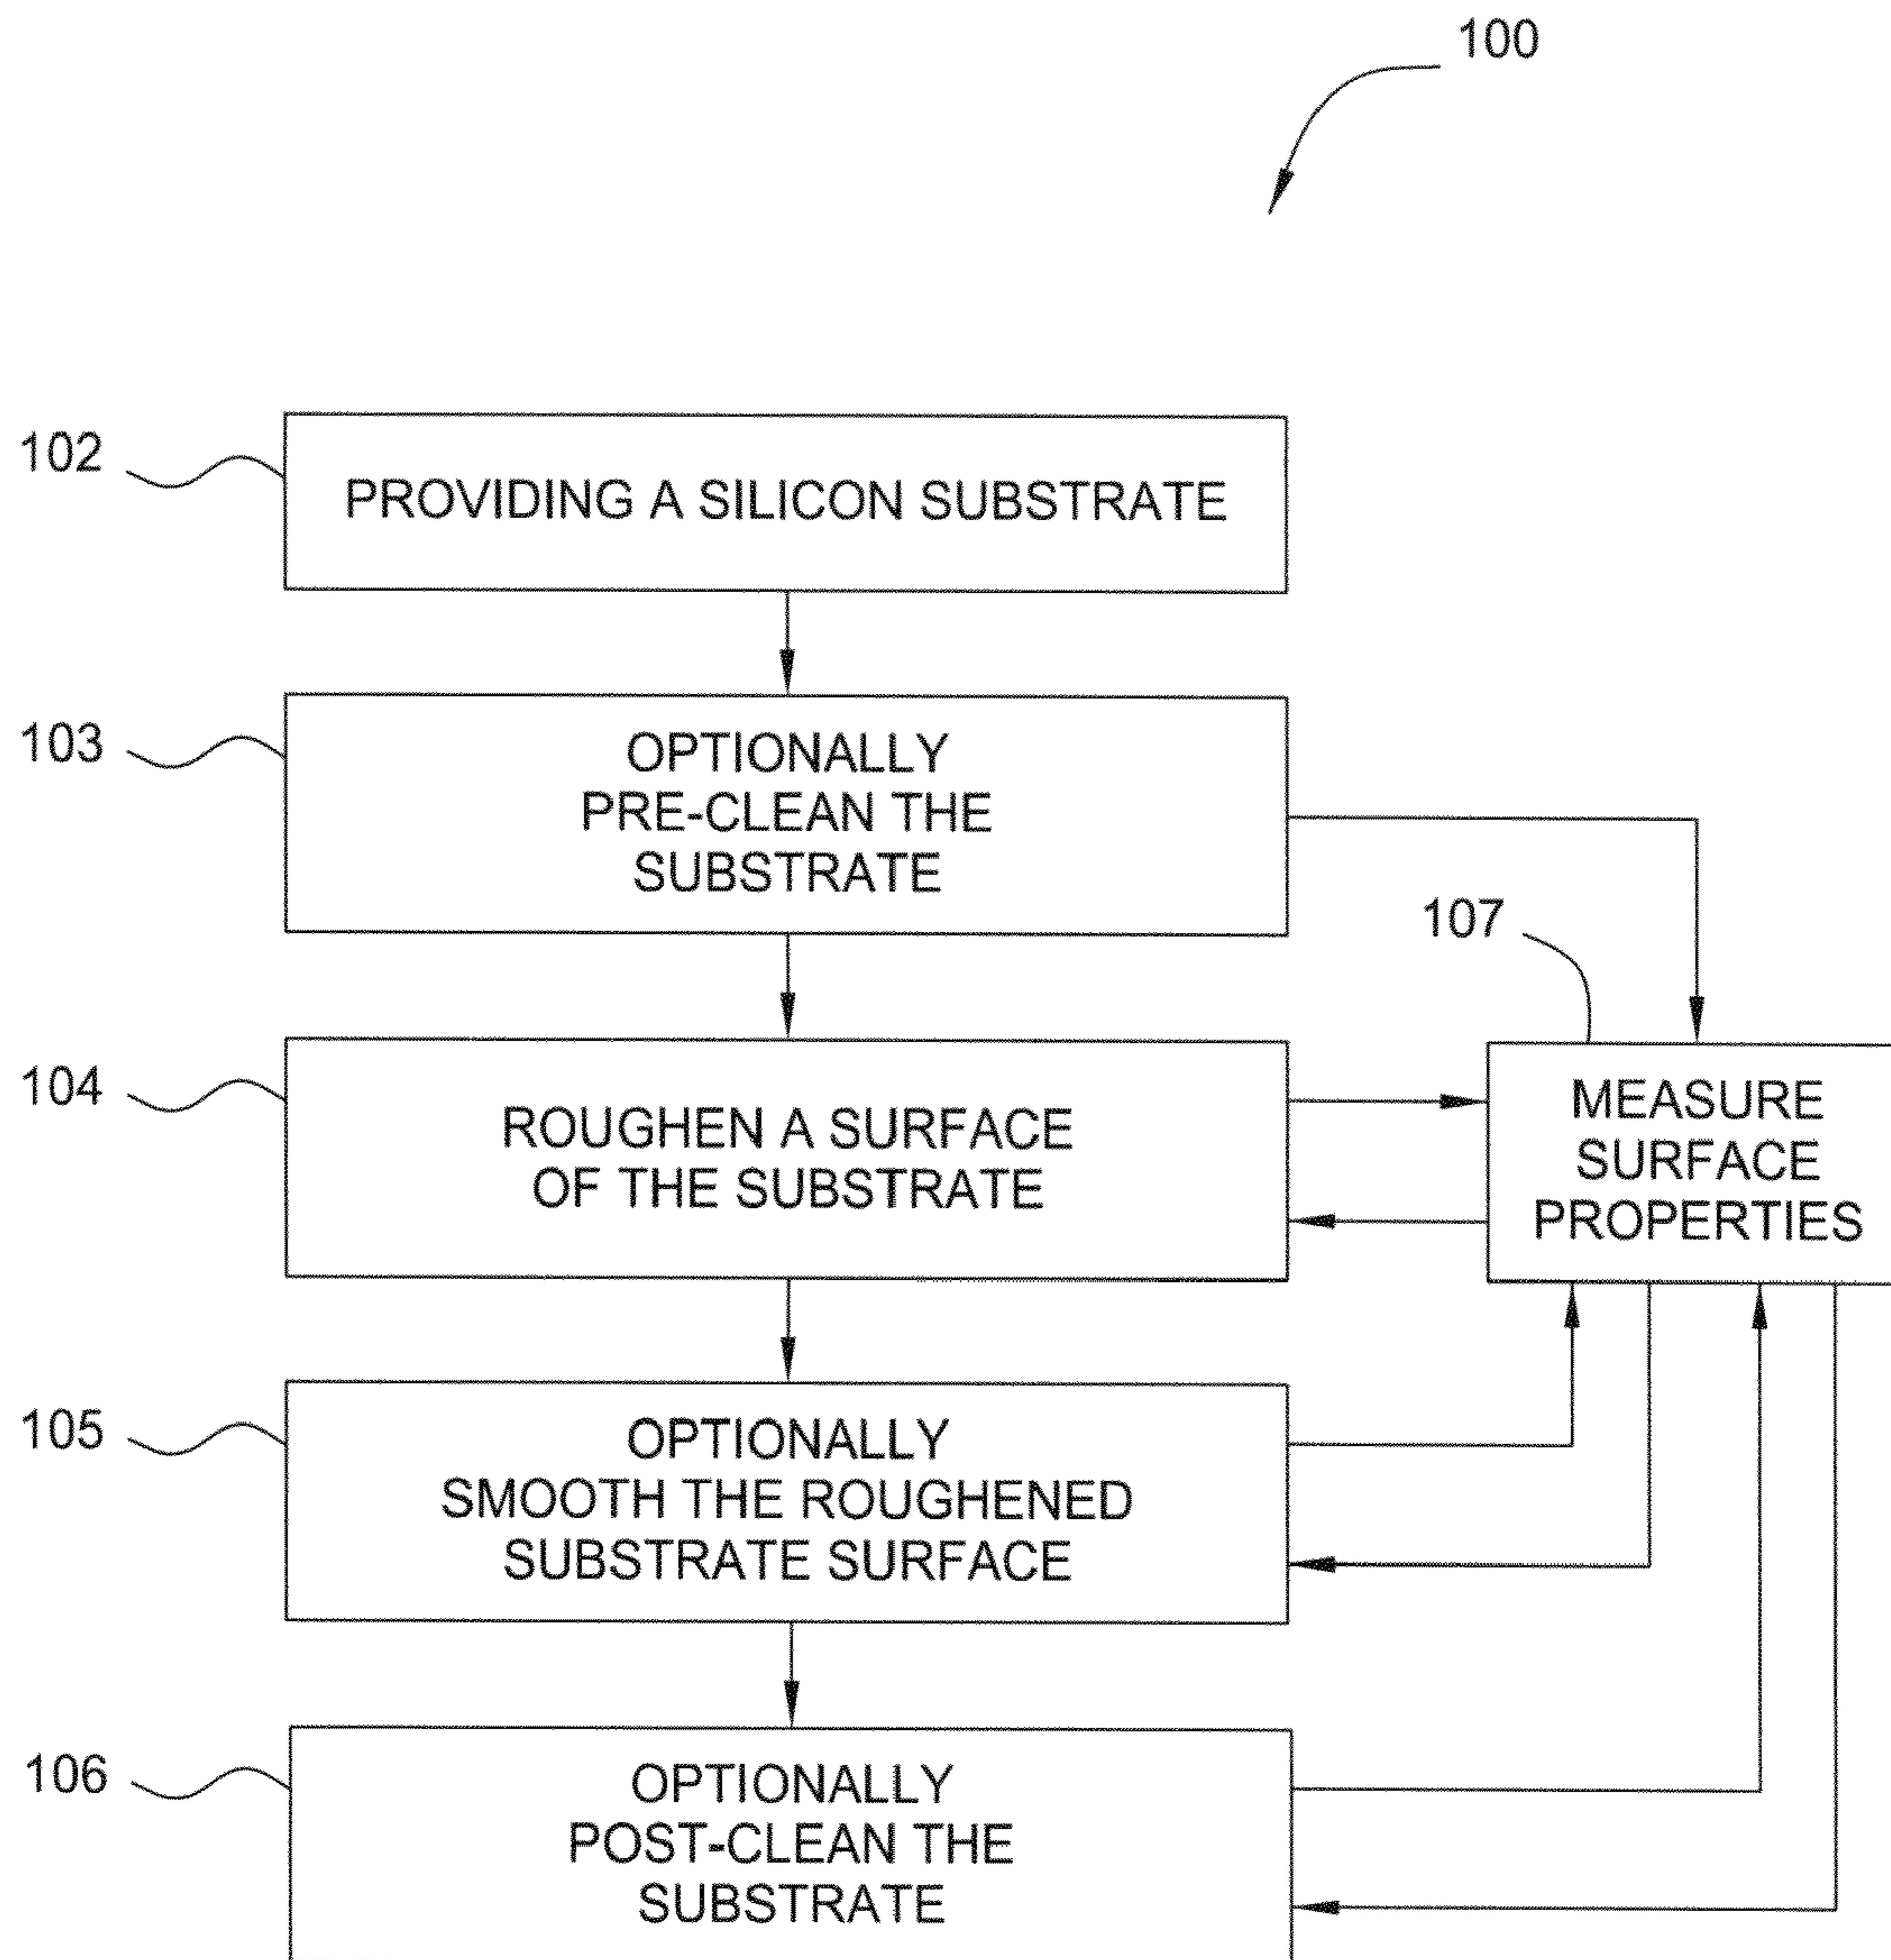 100
102
PROVIDING A SILICON SUBSTRATE
103
OPTIONALLY
PRE-CLEAN THE
SUBSTRATE
107
104
ROUGHEN A SURFACE
OF THE SUBSTRATE
MEASURE
SURFACE
PROPERTIES
105
OPTIONALLY
SMOOTH THE ROUGHENED
SUBSTRATE SURFACE
106
OPTIONALLY
POST-CLEAN THE
SUBSTRATE